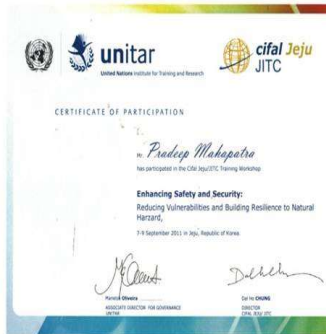 unitar
United Nations Institute for Training and Research
cifal Jeju
JITC
CERTIFICATE OF PARTICIPATION
Mr. Pradeep Mahapatra
has participated in the Cifal Jeju/JITC Training Workshop
Enhancing Safety and Security:
Reducing Vulnerabilities and Building Resilience to Natural
Harzard,
7-9 September 2011 in Jeju, Republic of Korea
Oliveira
ASSOCIATE DIRECTOR FOR GOVERNANCE
UNITAR
Dai Ho CHUNG
DIRECTOR
CIFAL JEJU JITC